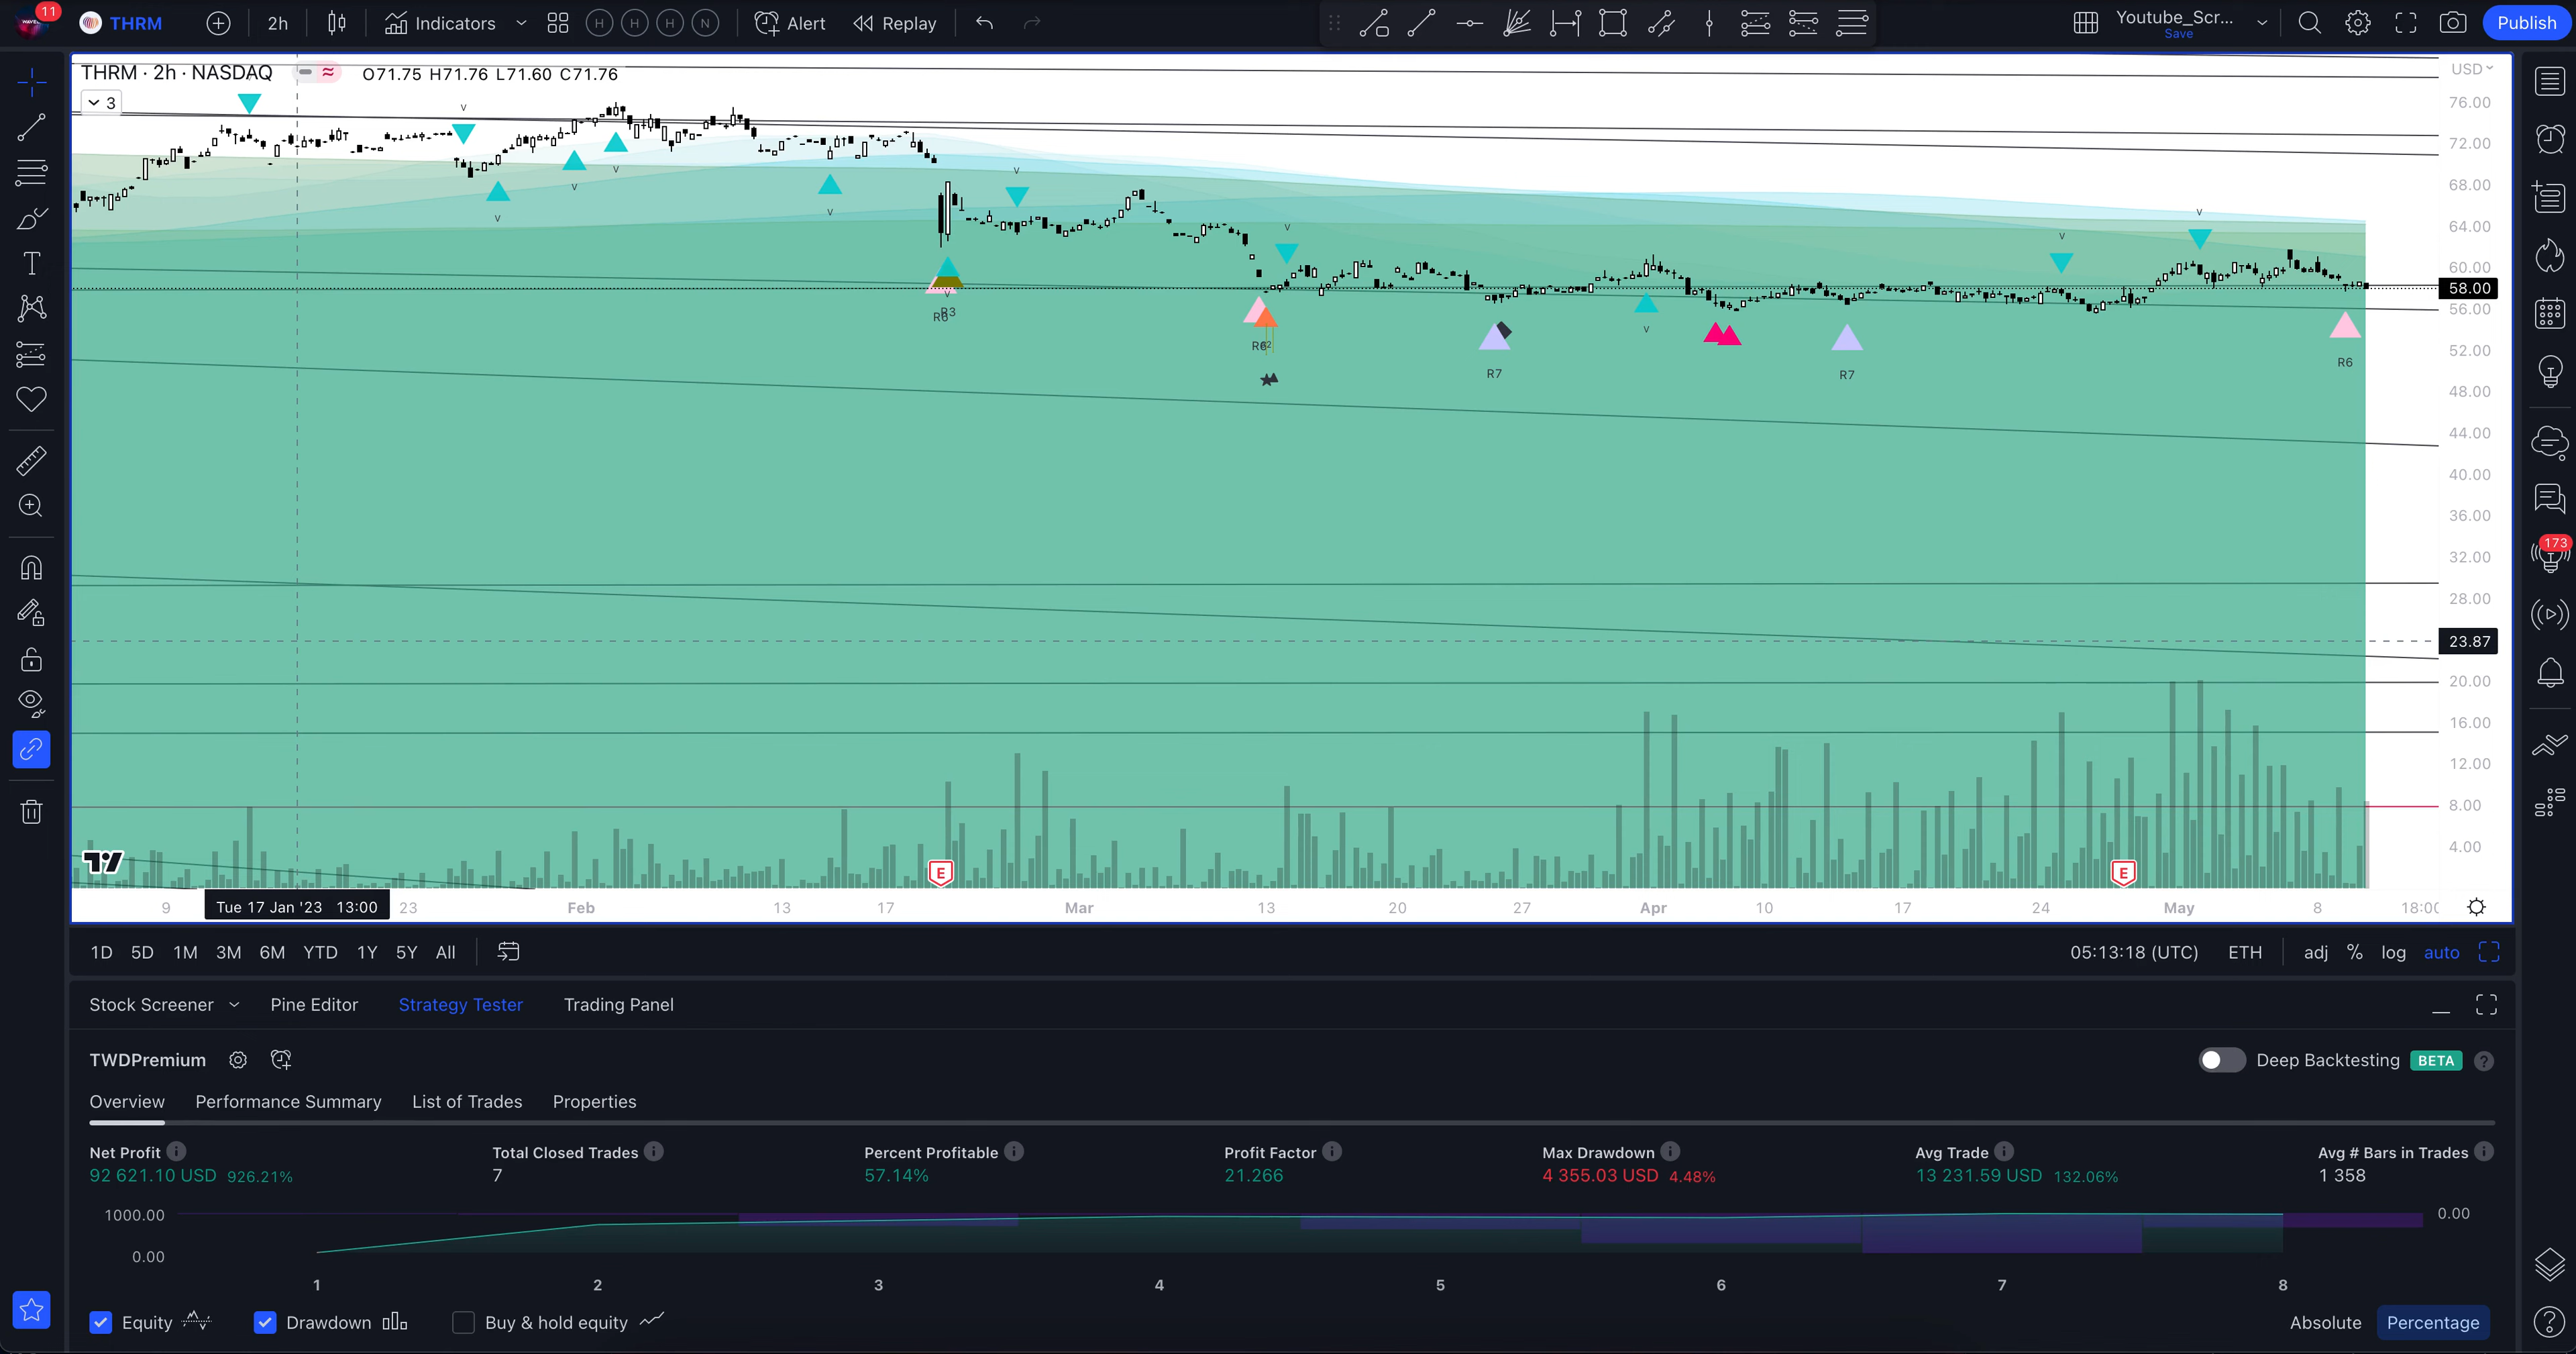 11
THRM
2h
Indicators
H H H N
Alert
Replay
Youtube_Scr...
Save
Publish
THRM · 2h · NASDAQ O71.75 H71.76 L71.60 C71.76
3
USD
76.00
72.00
68.00
64.00
60.00
58.00
56.00
52.00
48.00
44.00
40.00
36.00
32.00
28.00
23.87
20.00
16.00
12.00
8.00
4.00
v
v
v
v
v
v
v
v
v
v
v
v
R3
R6
R7
R7
R6
173
E
E
9
Tue 17 Jan '23 13:00
23 Feb 13 17 Mar 13 20 27 Apr 10 17 24 May 8
1D 5D 1M 3M 6M YTD 1Y 5Y All
05:13:18 (UTC) ETH adj % log auto
Stock Screener Pine Editor Strategy Tester Trading Panel
TWDPremium
Deep Backtesting BETA ?
Overview Performance Summary List of Trades Properties
Net Profit Total Closed Trades Percent Profitable Profit Factor Max Drawdown Avg Trade Avg # Bars in Trades
92 621.10 USD 926.21% 7 57.14% 21.266 4 355.03 USD 4.48% 13 231.59 USD 132.06% 1 358
1000.00 0.00
0.00
1 2 3 4 5 6 7 8
Equity Drawdown Buy & hold equity Absolute Percentage